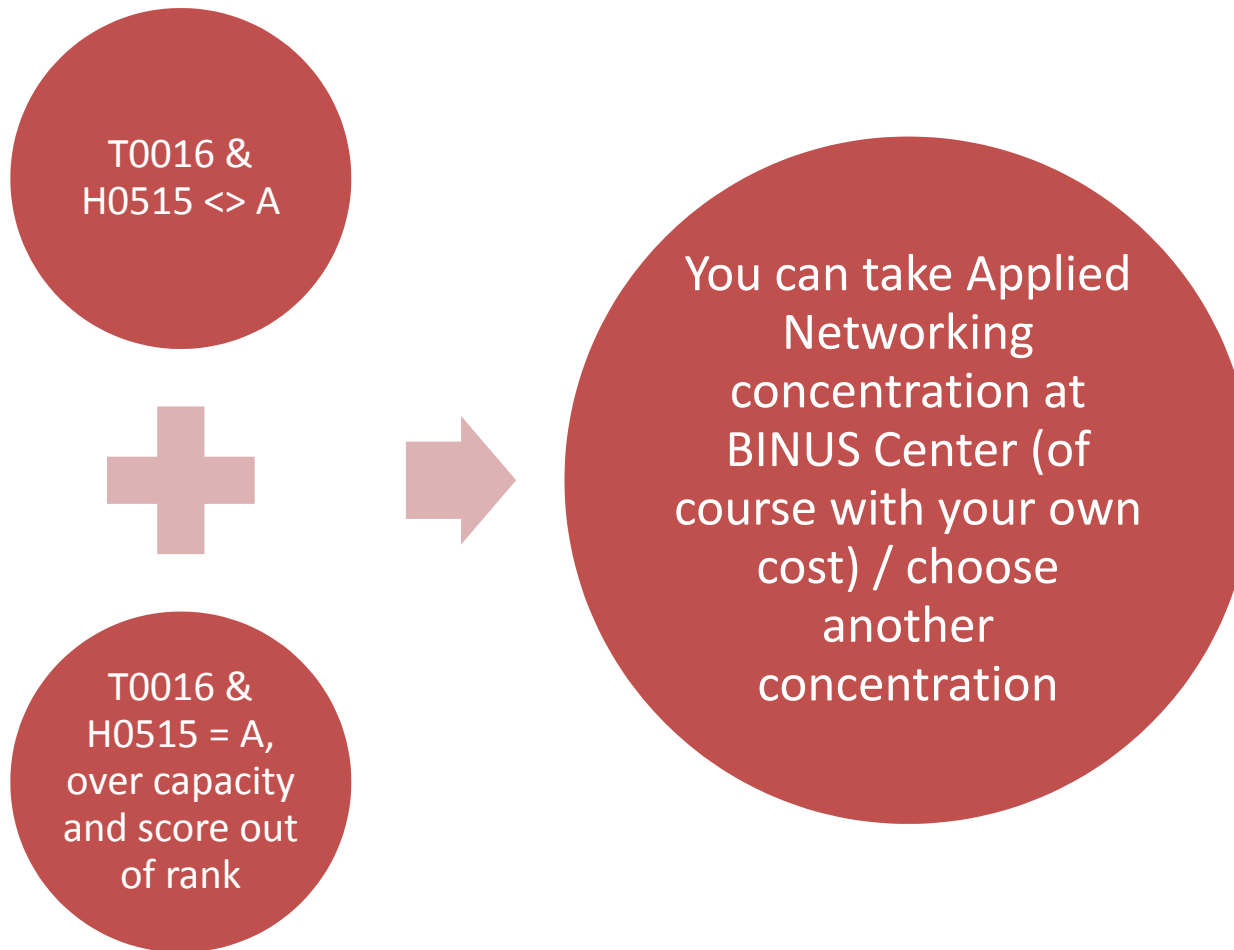 T0016 &
H0515 <> A
T0016 &
H0515 = A,
over capacity
and score out
of rank
You can take Applied
Networking
concentration at
BINUS Center (of
course with your own
cost) / choose
another
concentration